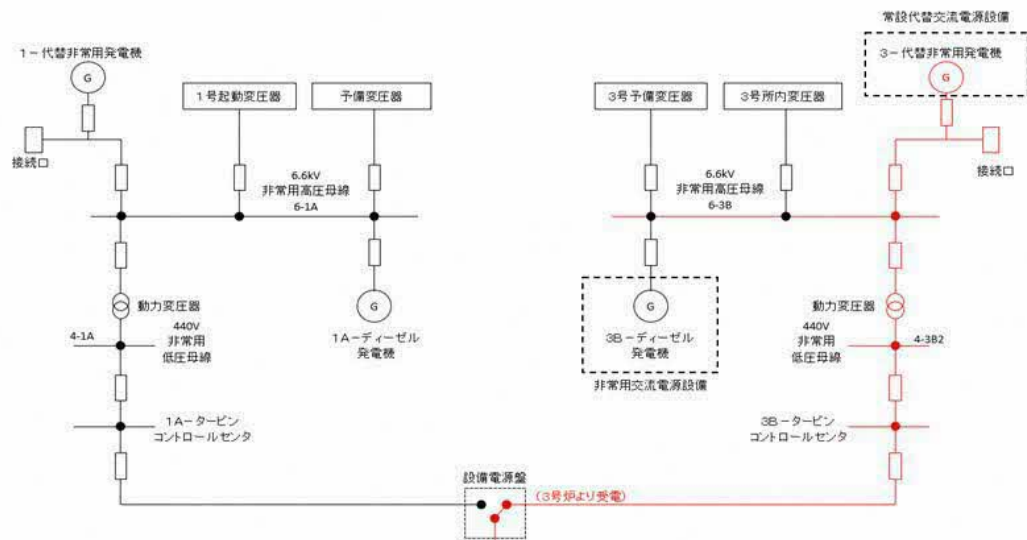 常設代替交流電源設備
1－代替非常用発電機
3－代替非常用発電機
G
G
1号起動変圧器
予備変圧器
3号予備変圧器
3号所内変圧器
接続口
接続口
6.6kV
非常用高圧母線
6-1A
6.6kV
非常用高圧母線
6-3B
G
G
動力変圧器
1A－ディーゼル
発電機
3B－ディーゼル
発電機
動力変圧器
4-1A
440V
非常用
低圧母線
非常用交流電源設備
440V
非常用
低圧母線
4-3B2
1A－タービン
コントロールセンタ
3B－タービン
コントロールセンタ
設備電源盤
(3号炉より受電)